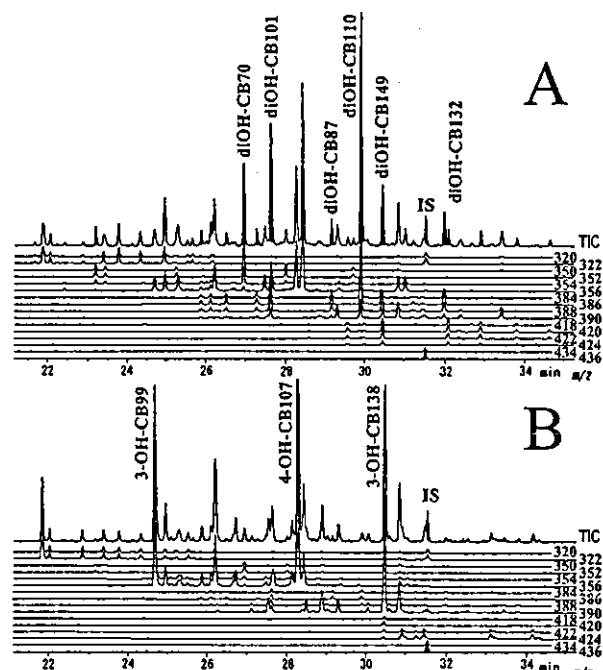 A
diOH-CB70
diOH-CB101
diOH-CB87
diOH-CB110
diOH-CB149
IS
diOH-CB132
TIC
320
322
350
352
354
356
384
386
388
390
418
420
422
424
434
436
22 24 26 28 30 32 34
min m/z
B
3-OH-CB99
4-OH-CB107
3-OH-CB138
IS
TIC
320
322
350
352
354
356
384
386
388
390
418
420
422
424
434
436
22 24 26 28 30 32 34